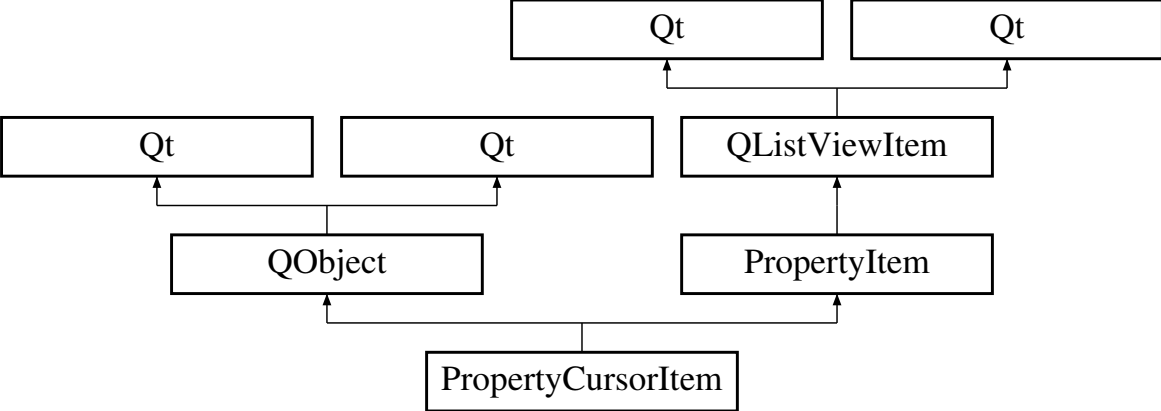 Qt
Qt
Qt
Qt
QListViewItem
QObject
PropertyItem
PropertyCursorItem